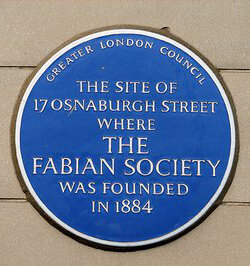 GREATER LONDON COUNCIL
THE SITE OF
17 OSNABURGH STREET
WHERE
THE
FABIAN SOCIETY
WAS FOUNDED
IN 1884